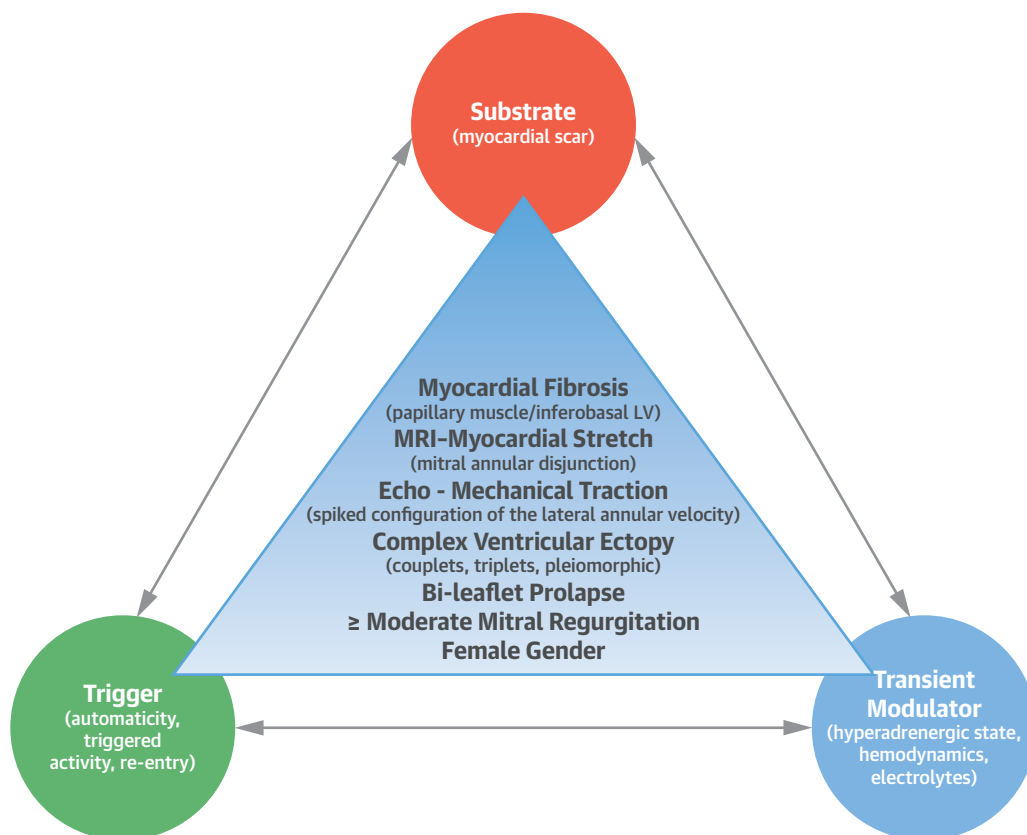 Substrate
(myocardial scar)
Myocardial Fibrosis
(papillary muscle/inferobasal LV)
MRI–Myocardial Stretch
(mitral annular disjunction)
Echo - Mechanical Traction
(spiked configuration of the lateral annular velocity)
Complex Ventricular Ectopy
(couplets, triplets, pleiomorphic)
Bi-leaflet Prolapse
≥ Moderate Mitral Regurgitation
Female Gender
Trigger
(automaticity,
triggered
activity, re-entry)
Transient
Modulator
(hyperadrenergic state,
hemodynamics,
electrolytes)